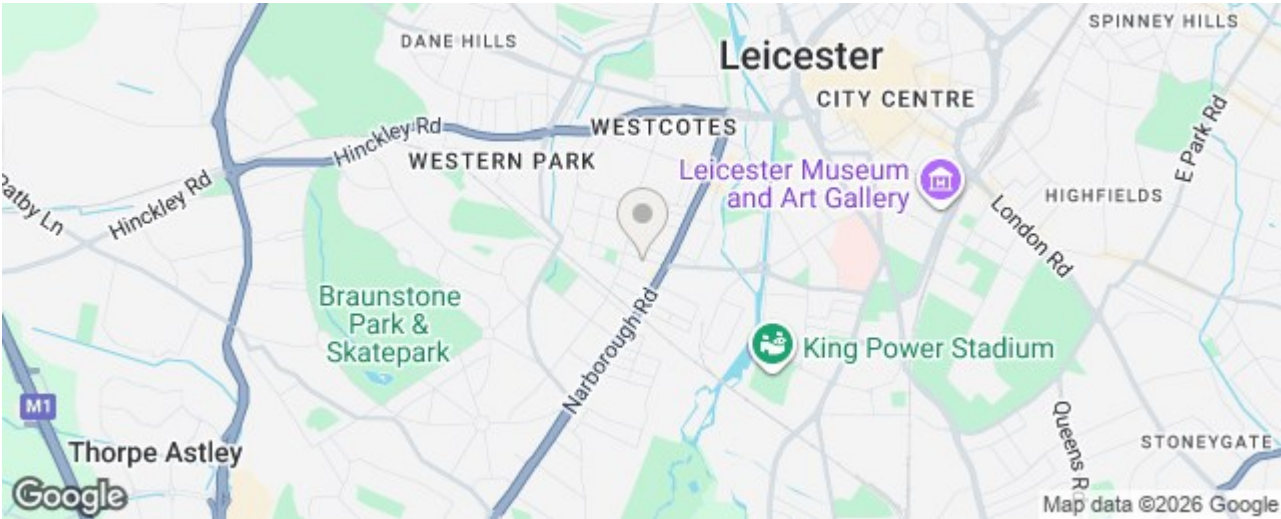 SPINNEY HILLS
DANE HILLS
Leicester
CITY CENTRE
E Park Rd
Hinckley Rd
WESTCOTES
WESTERN PARK
Leicester Museum
and Art Gallery
HIGHFIELDS
Ratby Ln
Hinckley Rd
London Rd
Braunstone
Park &
Skatepark
Narborough Rd
King Power Stadium
M1
Queens Rd
Thorpe Astley
STONEYGATE
Google
Map data ©2026 Google